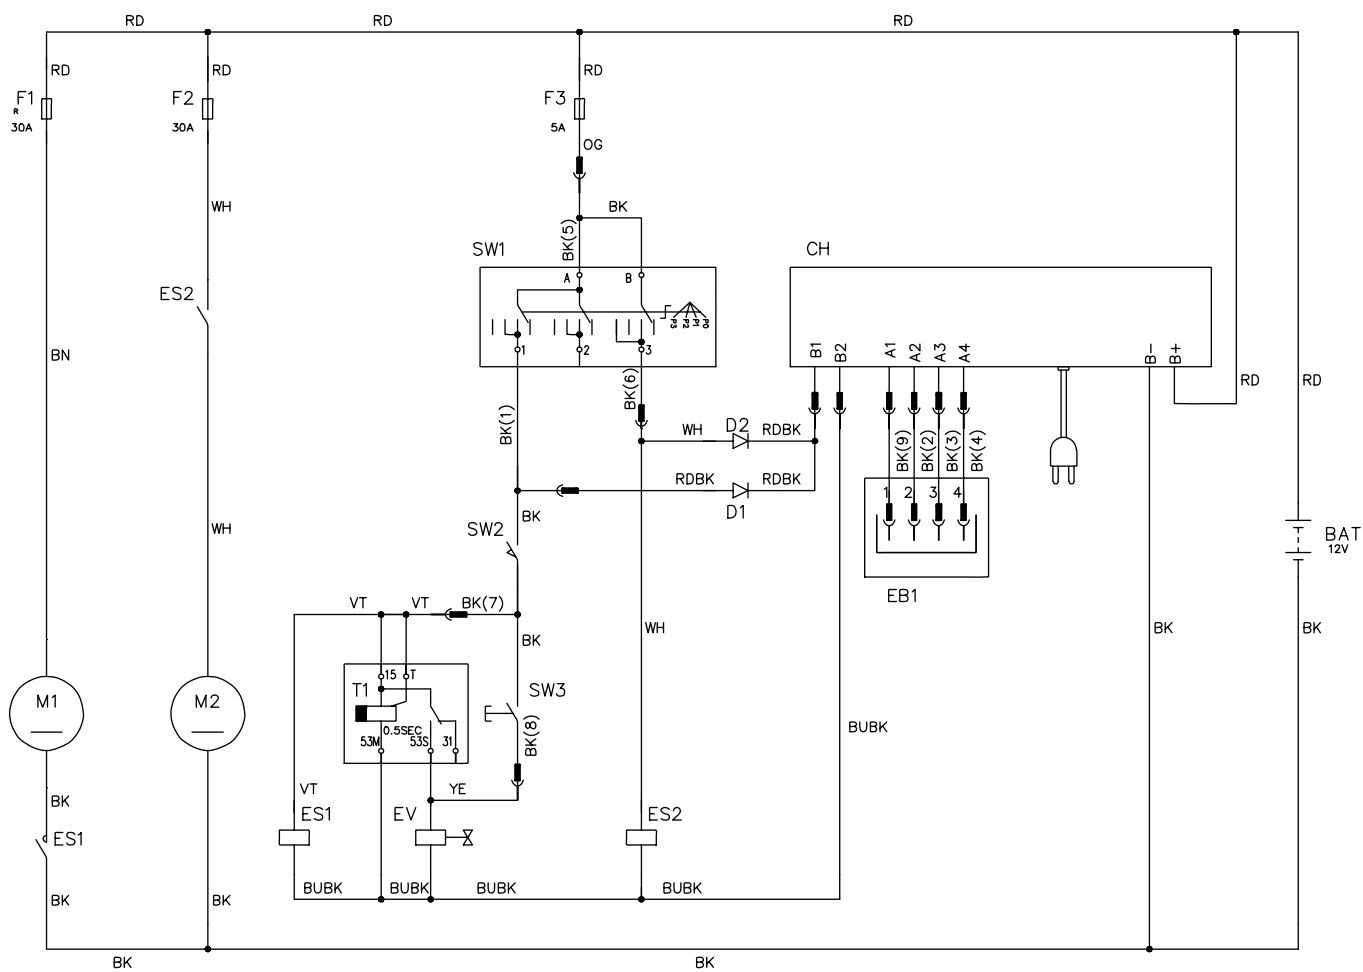 RD RD RD
RD RD RD
F1 F2 F3
R
30A 30A 5A
OG
WH BK
BK(5)
SW1 CH
A B
ES2
P3 P2 P1 P0
1 2 3
B1 B2 A1 A2 A3 A4 B- B+
BN
BK(6) RD RD
BK(1)
D2
WH RDBK
BK(9) BK(2) BK(3) BK(4)
RDBK RDBK
D1
1 2 3 4
BK
WH SW2
BAT
12V
EB1
VT VT BK(7)
BK WH BK BK
15 T
M1 M2 T1 SW3
0.5SEC
53M 53S 31
BK(8)
BUBK
VT YE
BK
ES1 EV ES2
ES1
BUBK BUBK BUBK BUBK
BK BK
BK BK